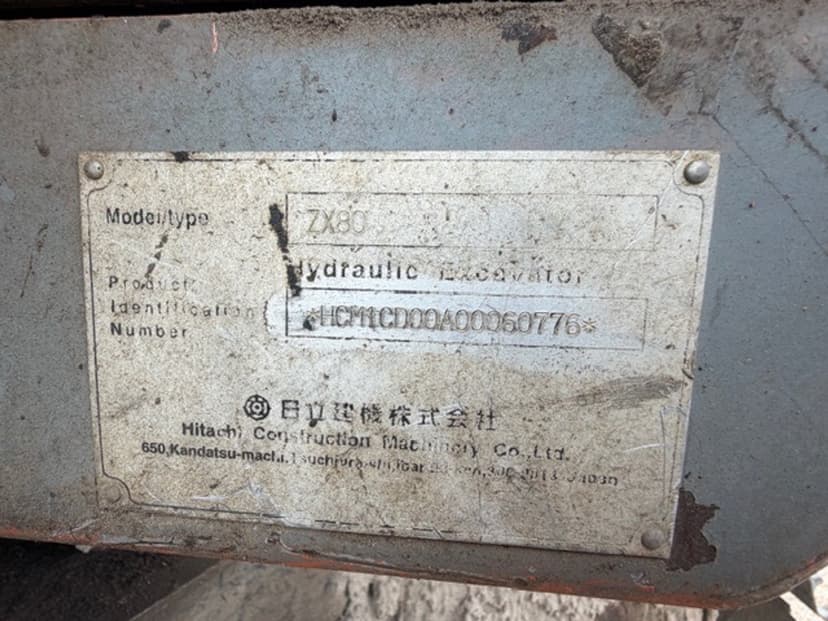 Model/type ZX80
Hydraulic Excavator
Product
Identification
Number
*HCM1CD00A00060776*
日立建機株式会社
Hitachi Construction Machinery Co.,Ltd.
650,Kandatsu-machi,Tsuchiura-shi,Ibaraki-ken,300-0013 Japan